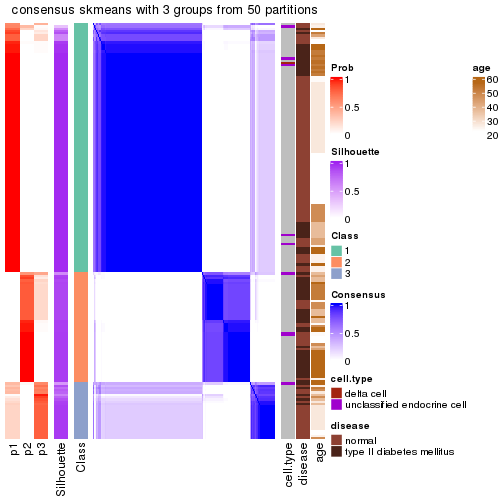 consensus skmeans with 3 groups from 50 partitions
Prob
1
0.5
0
age
60
50
40
30
20
Silhouette
1
0.5
0
Class
1
2
3
Consensus
1
0.5
0
cell.type
delta cell
unclassified endocrine cell
disease
normal
type II diabetes mellitus
p1
p2
p3
Silhouette
Class
cell.type
disease
age